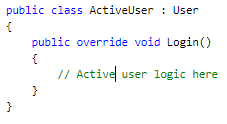 public class ActiveUser : User
{
    public override void Login()
    {
        // Active user logic here
    }
}